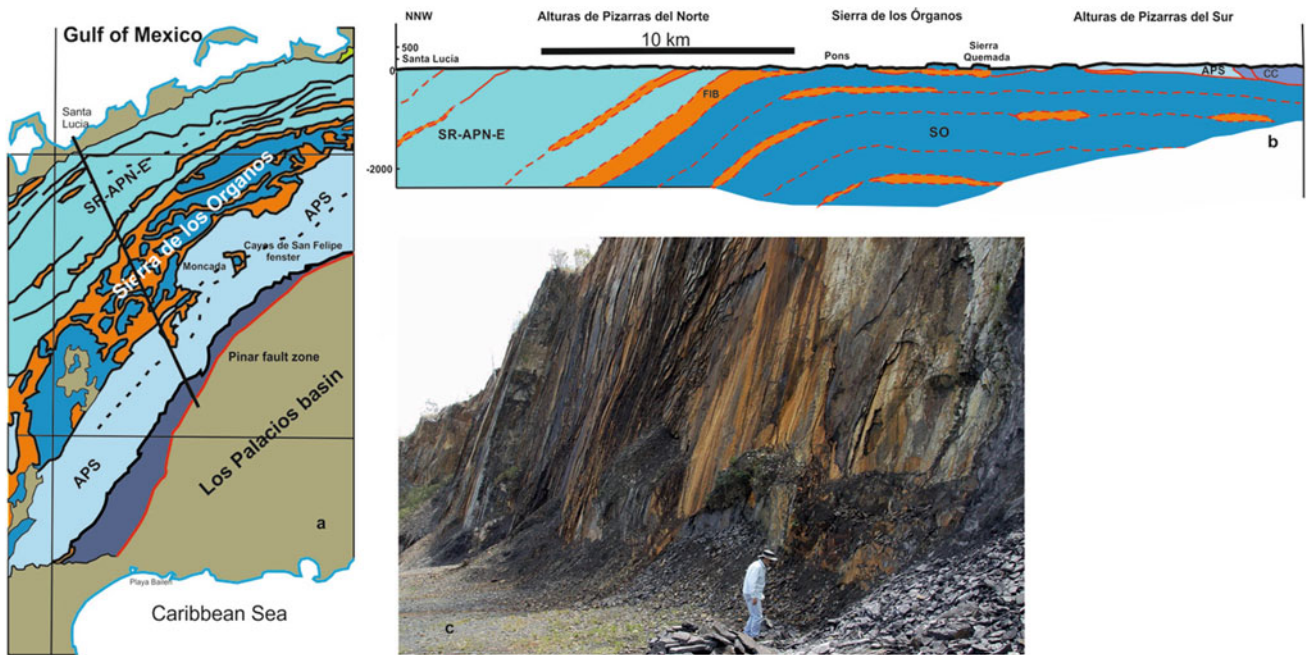 Gulf of Mexico
Santa
Lucia
SR-APN-E
Sierra de los Organos
APS
Cayos de San Felipe
fenster
Moncada
Pinar fault zone
APS
Los Palacios basin
a
Playa Bailen
Caribbean Sea
NNW
Alturas de Pizarras del Norte
Sierra de los Órganos
Alturas de Pizarras del Sur
10 km
500
Santa Lucia
0
Pons
Sierra
Quemada
APS
CC
FIB
SR-APN-E
SO
b
-2000
c